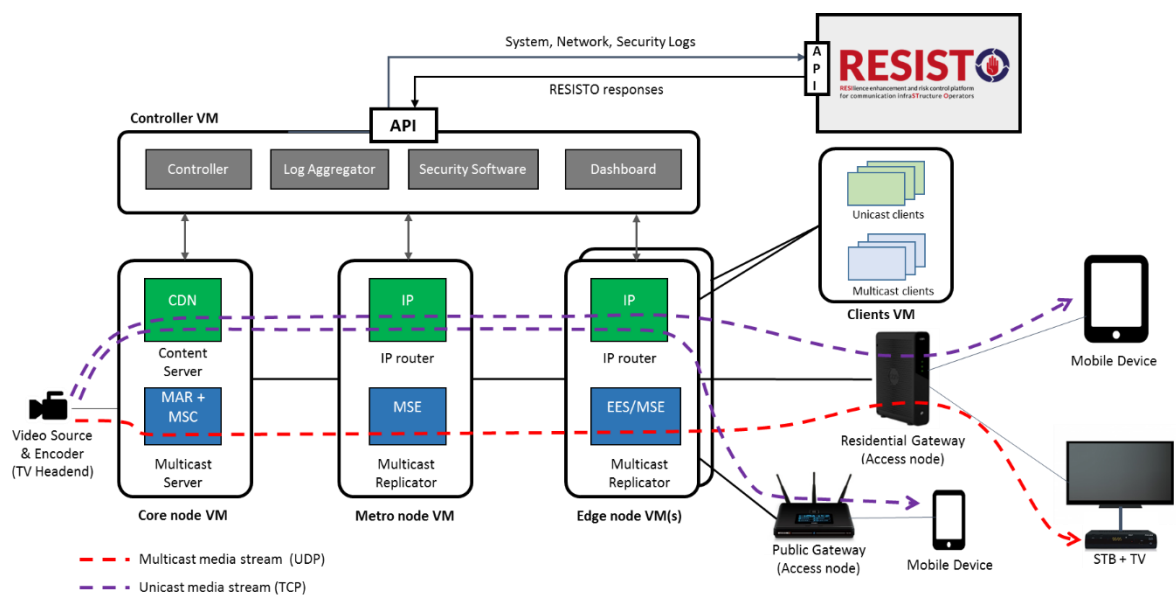 System, Network, Security Logs
RESISTO responses
API
RESISTO
RESIlience enhancement and risk control platform
for communication infraSTructure Operators
Controller VM
API
Controller
Log Aggregator
Security Software
Dashboard
Unicast clients
Multicast clients
Clients VM
CDN
Content
Server
MAR +
MSC
Multicast
Server
Core node VM
IP
IP router
MSE
Multicast
Replicator
Metro node VM
IP
IP router
EES/MSE
Multicast
Replicator
Edge node VM(s)
Video Source
& Encoder
(TV Headend)
Mobile Device
Residential Gateway
(Access node)
Public Gateway
(Access node)
Mobile Device
STB + TV
Multicast media stream (UDP)
Unicast media stream (TCP)